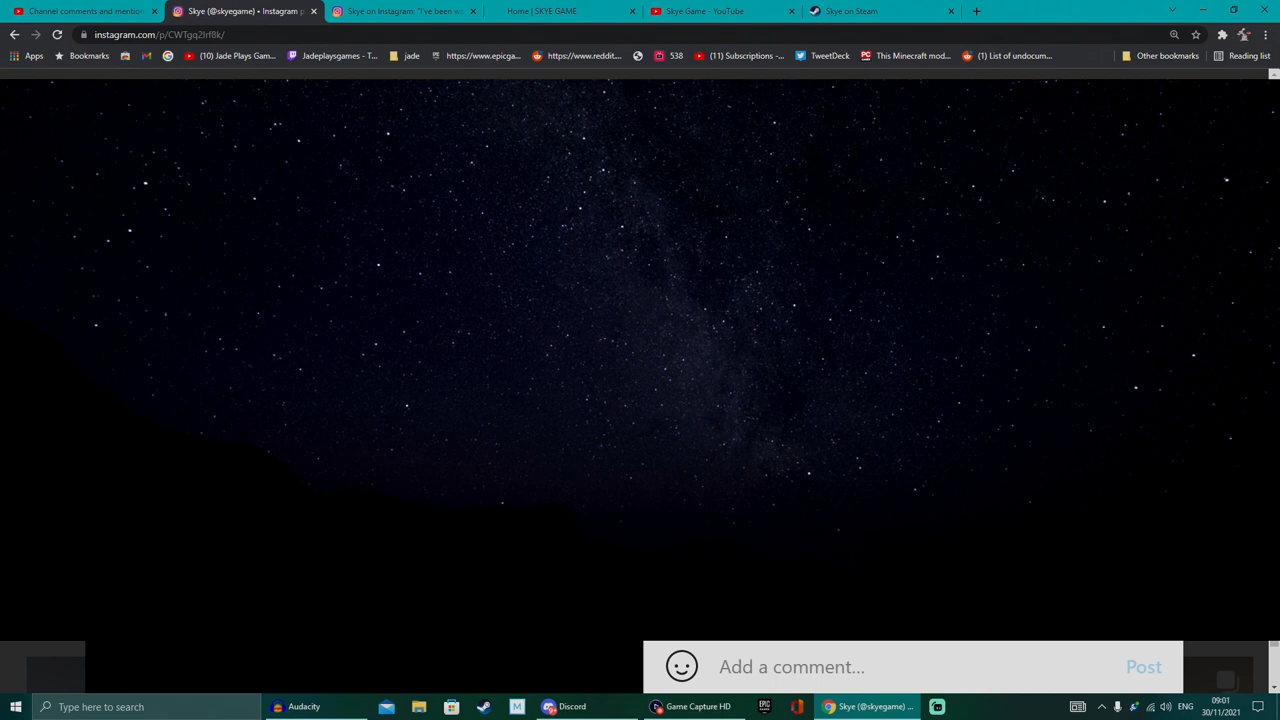 Channel comments and mention
Skye (@skyegame) • Instagram p
Skye on Instagram: "I've been wo
Home | SKYE GAME
Skye Game - YouTube
Skye on Steam
instagram.com/p/CWTgq2Irf8k/
Apps
Bookmarks
(10) Jade Plays Gam...
Jadeplaysgames - T...
jade
https://www.epicga...
https://www.reddit....
538
(11) Subscriptions -...
TweetDeck
This Minecraft mod...
(1) List of undocum...
Other bookmarks
Reading list
Add a comment...
Post
Type here to search
Audacity
Discord
Game Capture HD
Skye (@skyegame) ...
ENG
09:01
30/11/2021